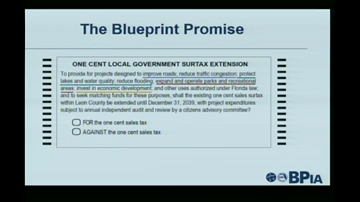 The Blueprint Promise
ONE CENT LOCAL GOVERNMENT SURTAX EXTENSION
To provide for projects designed to improve roads; reduce traffic congestion; protect
lakes and water quality; reduce flooding; expand and operate parks and recreational
areas; invest in economic development; and other uses authorized under Florida law;
and to seek matching funds for these purposes, shall the existing one cent sales surtax
within Leon County be extended until December 31, 2039, with project expenditures
subject to annual independent audit and review by a citizens advisory committee?
FOR the one cent sales tax
AGAINST the one cent sales tax
BPIA